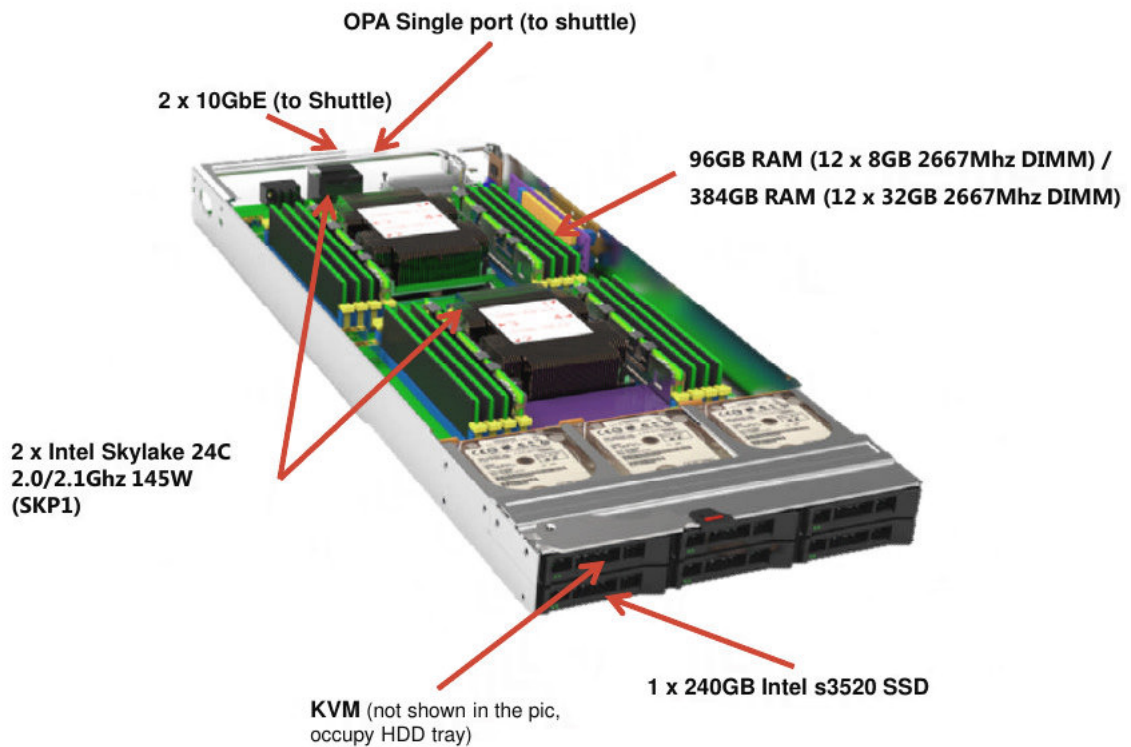 OPA Single port (to shuttle)
2 x 10GbE (to Shuttle)
96GB RAM (12 x 8GB 2667Mhz DIMM) /
384GB RAM (12 x 32GB 2667Mhz DIMM)
2 x Intel Skylake 24C
2.0/2.1Ghz 145W
(SKP1)
1 x 240GB Intel s3520 SSD
KVM (not shown in the pic,
occupy HDD tray)